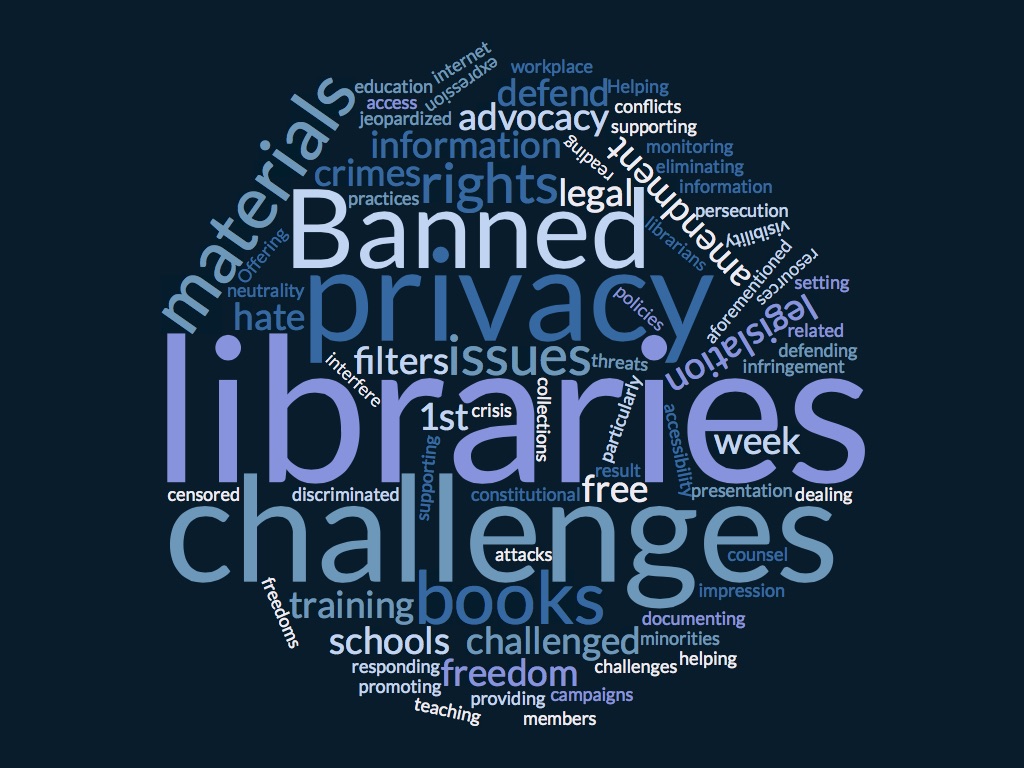 internet
expression
education
workplace
access
defend
Helping
jeopardized
advocacy
conflicts
supporting
materials
information
reading
amendment
monitoring
eliminating
crimes
rights
legal
information
practices
Banned
persecution
librarians
visibility
Offering
aforementioned
resources
neutrality
privacy
policies
setting
hate
legislation
related
libraries
filters
issues
threats
defending
infringement
interfere
1st
crisis
collections
particularly
accessibility
week
supporting
result
censored
discriminated
constitutional
free
presentation
dealing
challenges
attacks
counsel
freedoms
training
books
impression
documenting
schools
challenged
minorities
responding
freedom
challenges
helping
promoting
providing
campaigns
teaching
members